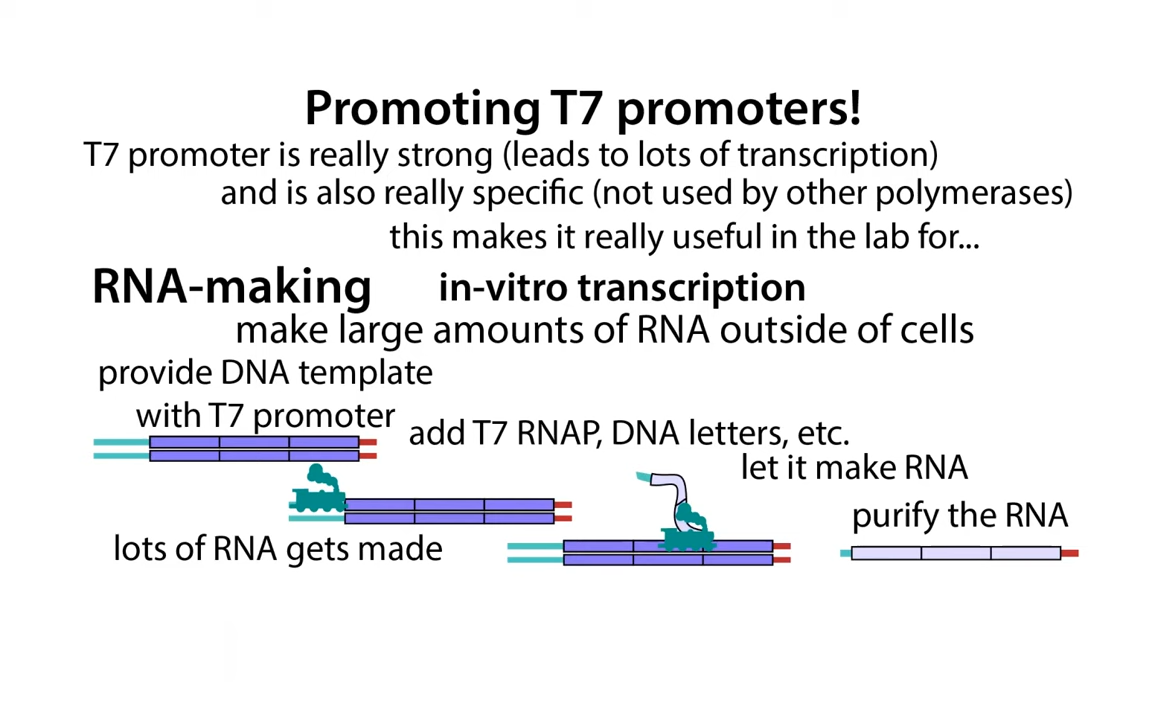 Promoting T7 promoters!
T7 promoter is really strong (leads to lots of transcription)
and is also really specific (not used by other polymerases)
this makes it really useful in the lab for...
RNA-making in-vitro transcription
make large amounts of RNA outside of cells
provide DNA template
with T7 promoter
add T7 RNAP, DNA letters, etc.
let it make RNA
purify the RNA
lots of RNA gets made